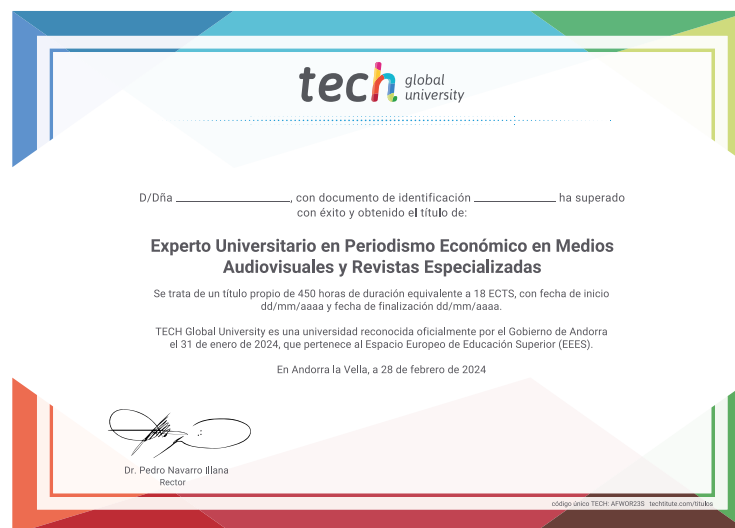 tech global university
D/Dña ____________, con documento de identificación ____________ ha superado
con éxito y obtenido el título de:
Experto Universitario en Periodismo Económico en Medios
Audiovisuales y Revistas Especializadas
Se trata de un título propio de 450 horas de duración equivalente a 18 ECTS, con fecha de inicio
dd/mm/aaaa y fecha de finalización dd/mm/aaaa.
TECH Global University es una universidad reconocida oficialmente por el Gobierno de Andorra
el 31 de enero de 2024, que pertenece al Espacio Europeo de Educación Superior (EEES).
En Andorra la Vella, a 28 de febrero de 2024
Dr. Pedro Navarro Illana
Rector
código único TECH: AFWOR23S techtitute.com/títulos